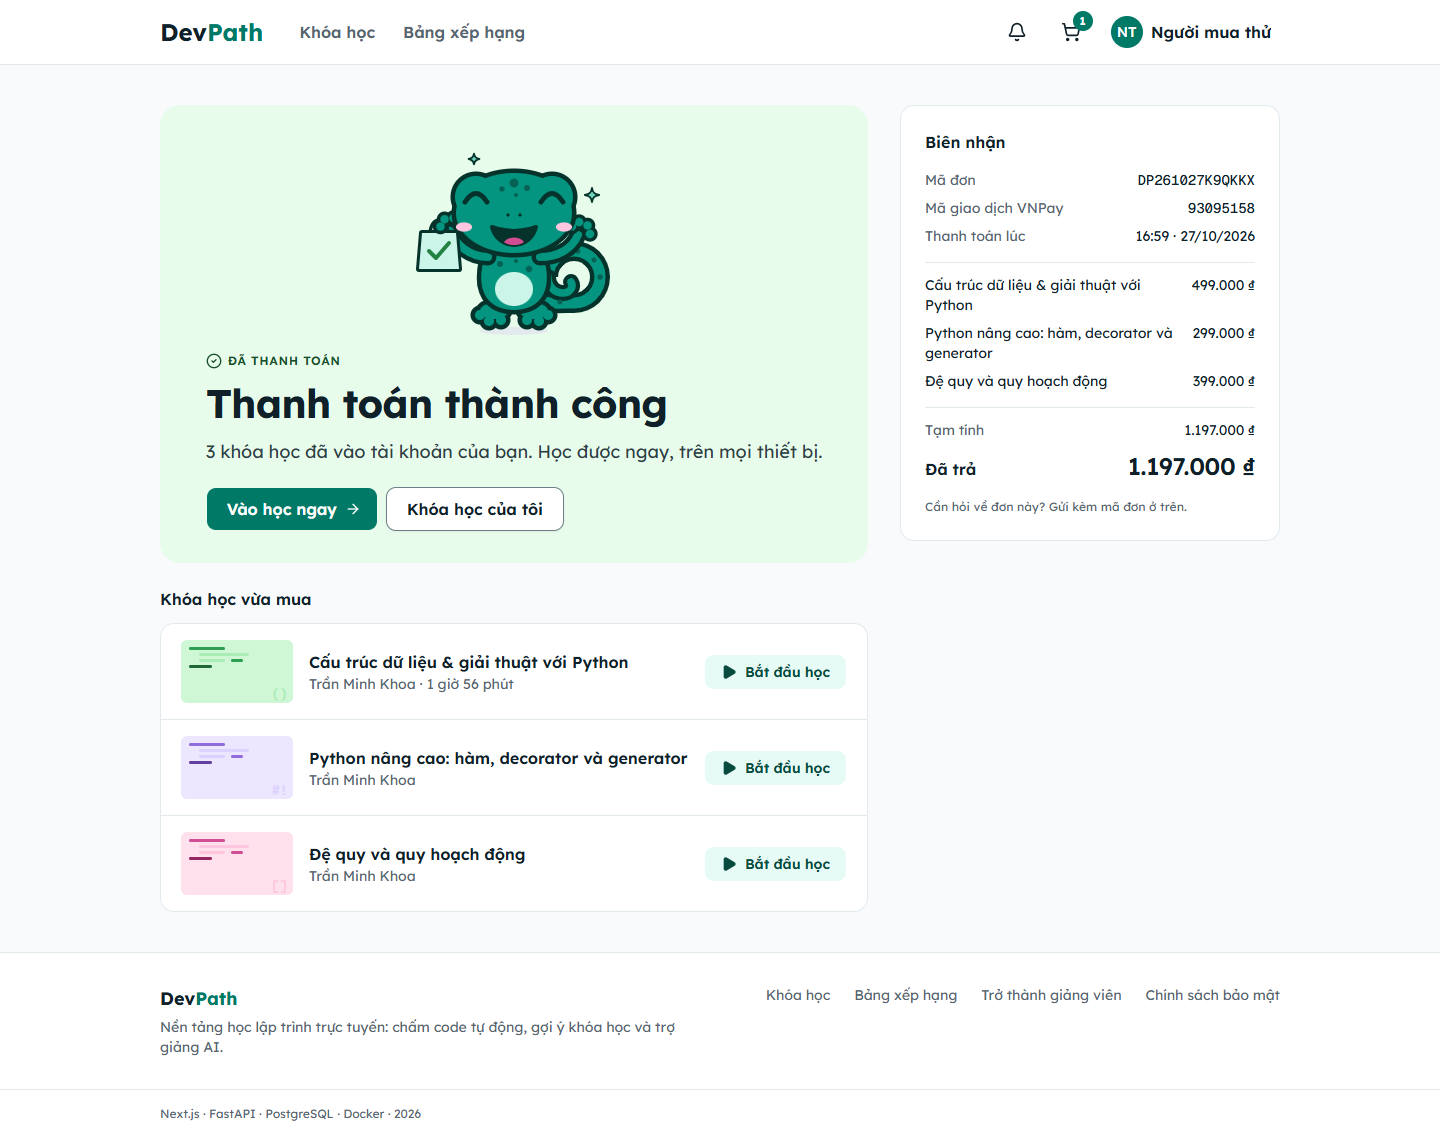 DevPath
Khóa học
Bảng xếp hạng
1
NT
Người mua thử
ĐÃ THANH TOÁN
Thanh toán thành công
3 khóa học đã vào tài khoản của bạn. Học được ngay, trên mọi thiết bị.
Vào học ngay →
Khóa học của tôi
Biên nhận
Mã đơn DP261027K9QKKX
Mã giao dịch VNPay 93095158
Thanh toán lúc 16:59 · 27/10/2026
Cấu trúc dữ liệu & giải thuật với 499.000 ₫
Python
Python nâng cao: hàm, decorator và 299.000 ₫
generator
Đệ quy và quy hoạch động 399.000 ₫
Tạm tính 1.197.000 ₫
Đã trả 1.197.000 ₫
Cần hỏi về đơn này? Gửi kèm mã đơn ở trên.
Khóa học vừa mua
()
Cấu trúc dữ liệu & giải thuật với Python
Trần Minh Khoa · 1 giờ 56 phút
Bắt đầu học
#!
Python nâng cao: hàm, decorator và generator
Trần Minh Khoa
Bắt đầu học
[]
Đệ quy và quy hoạch động
Trần Minh Khoa
Bắt đầu học
DevPath
Nền tảng học lập trình trực tuyến: chấm code tự động, gợi ý khóa học và trợ
giảng AI.
Khóa học
Bảng xếp hạng
Trở thành giảng viên
Chính sách bảo mật
Next.js · FastAPI · PostgreSQL · Docker · 2026